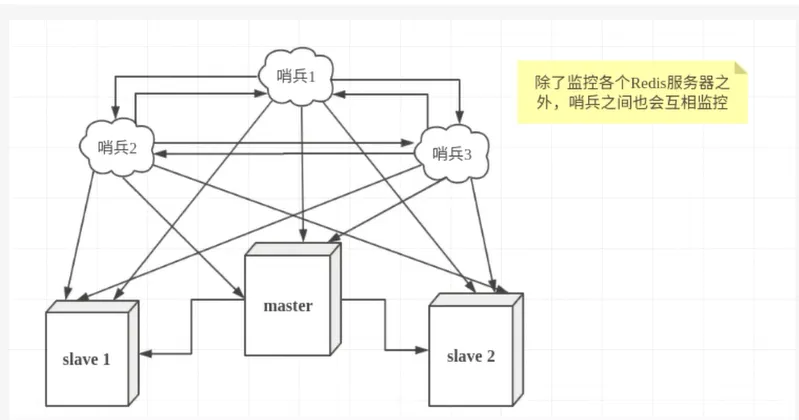 哨兵1
除了监控各个Redis服务器之
外，哨兵之间也会互相监控
哨兵2
哨兵3
master
slave 1
slave 2